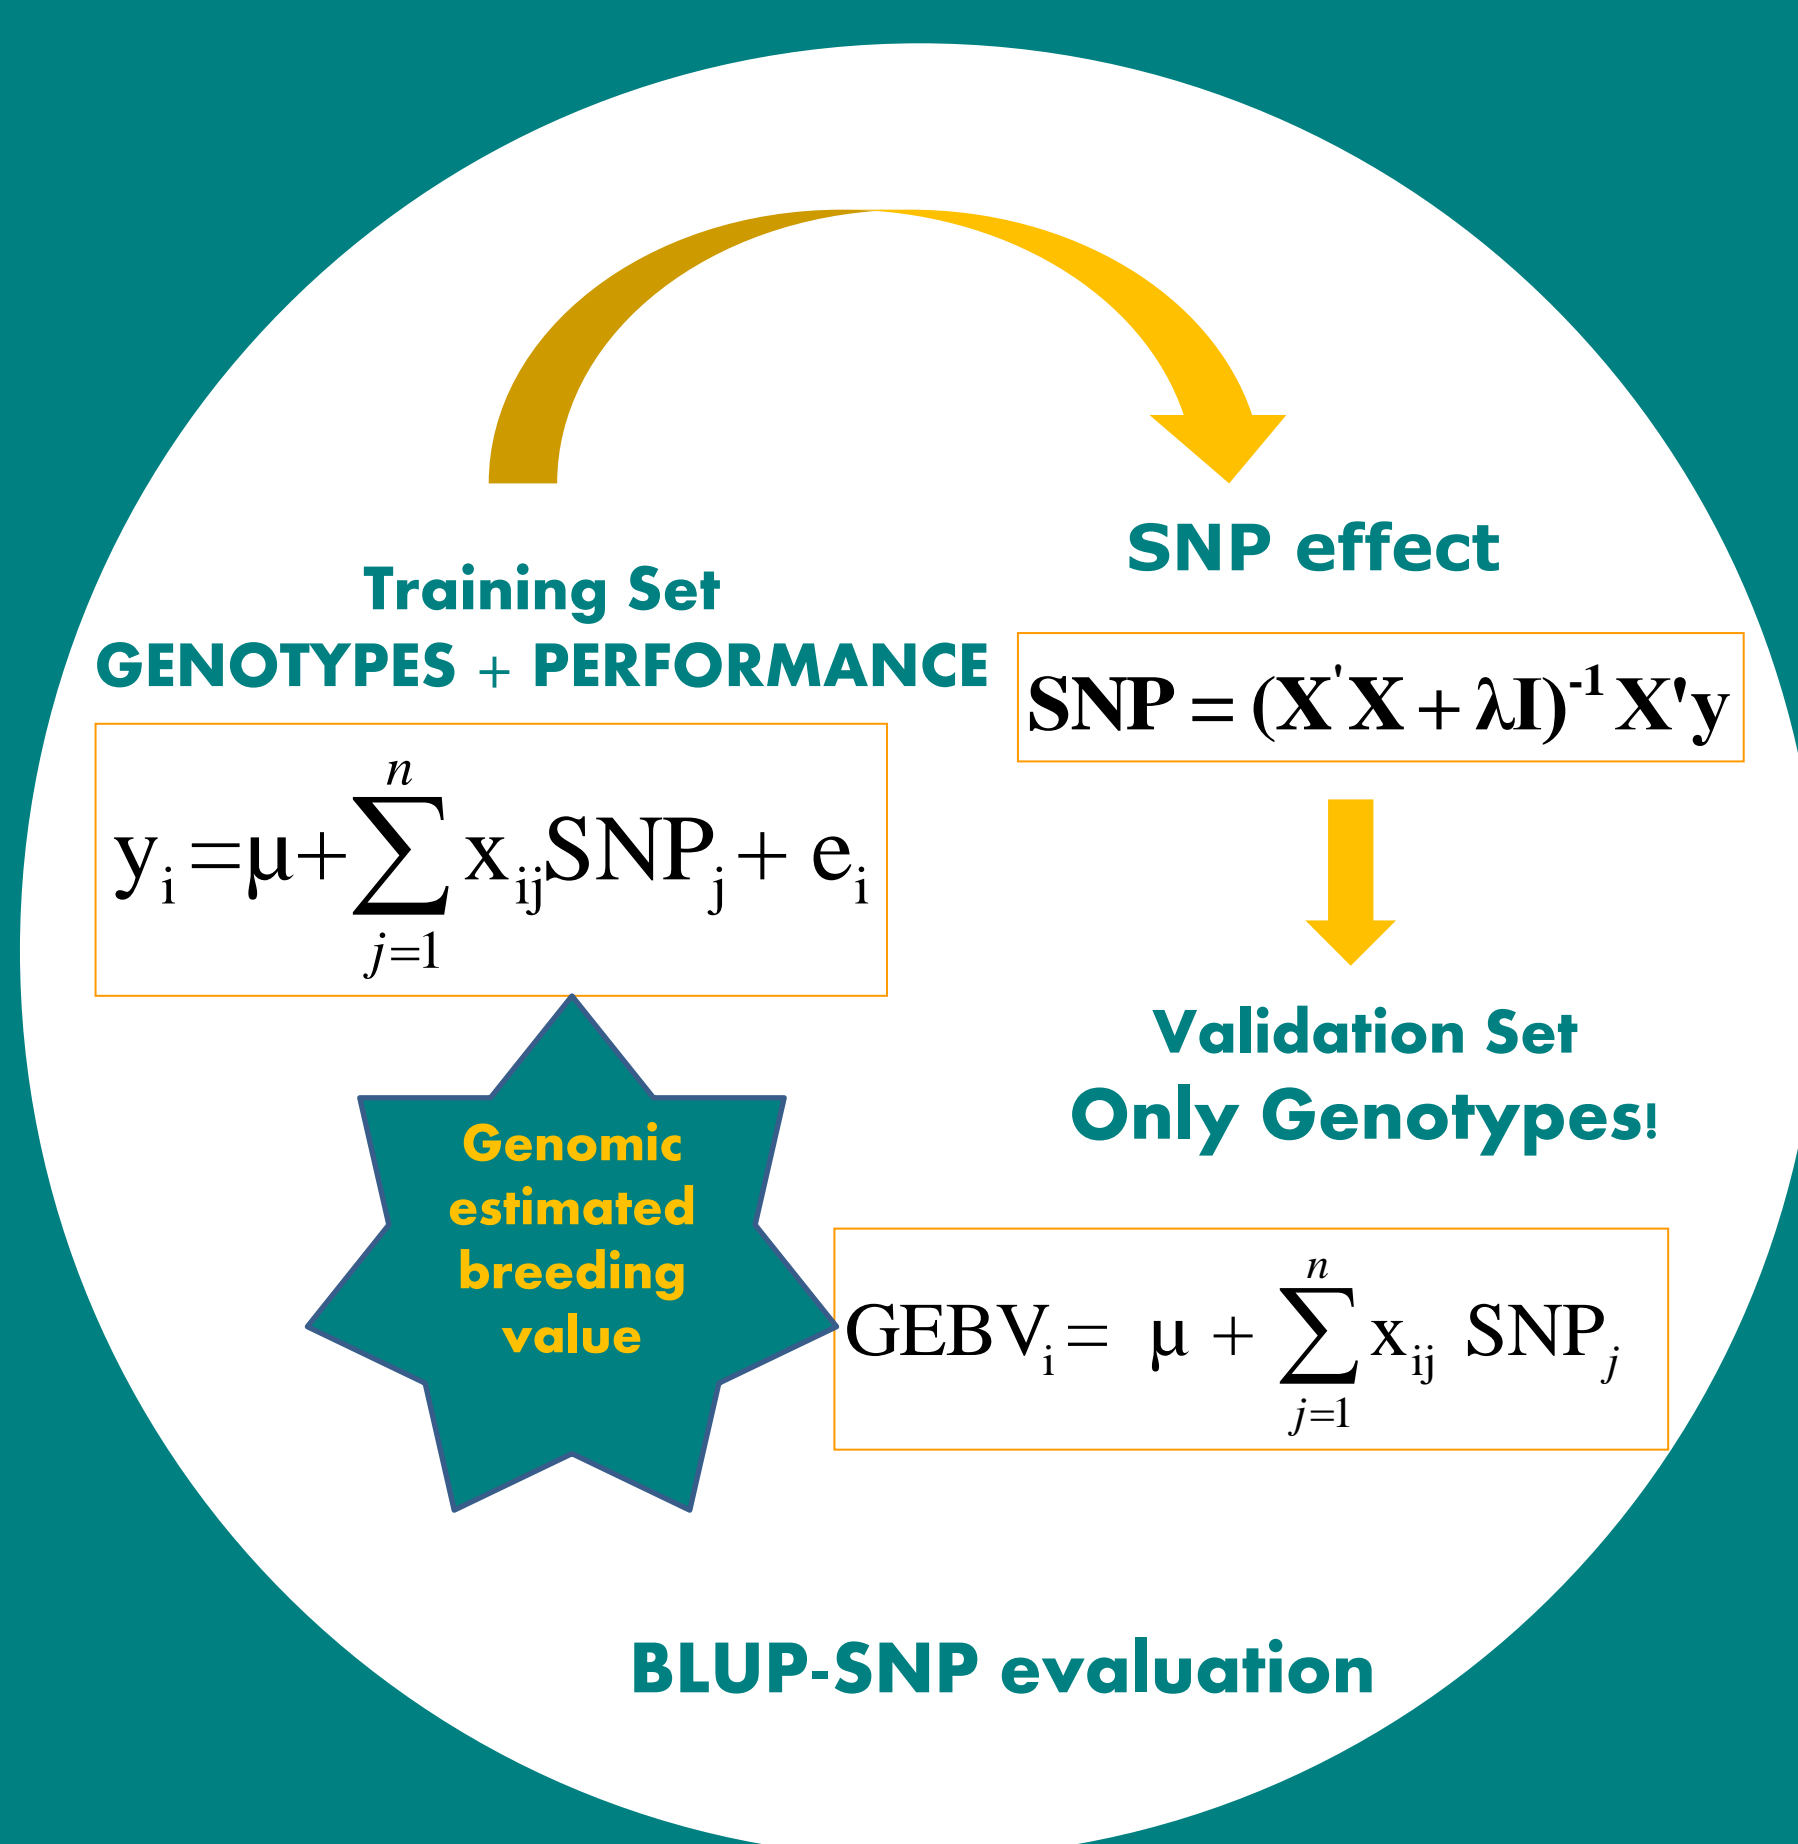 SNP effect
Training Set
GENOTYPES + PERFORMANCE
SNP = (X'X + λI)⁻¹ X'y
n
yᵢ =μ+∑ xᵢⱼSNPⱼ + eᵢ
j=1
Validation Set
Only Genotypes!
Genomic
estimated
breeding
value
n
GEBVᵢ = μ + ∑ xᵢⱼ SNPⱼ
j=1
BLUP-SNP evaluation